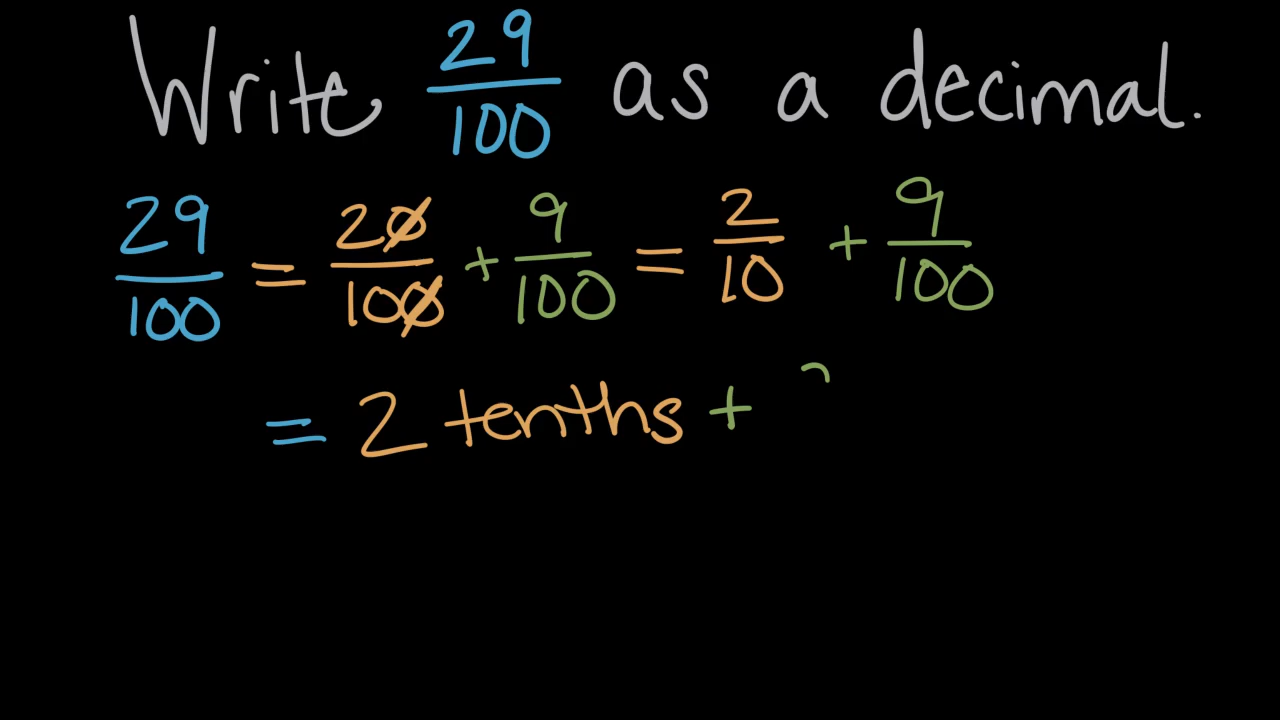 Write 29/100 as a decimal.
29/100 = 20/100 + 9/100 = 2/10 + 9/100
= 2 tenths +